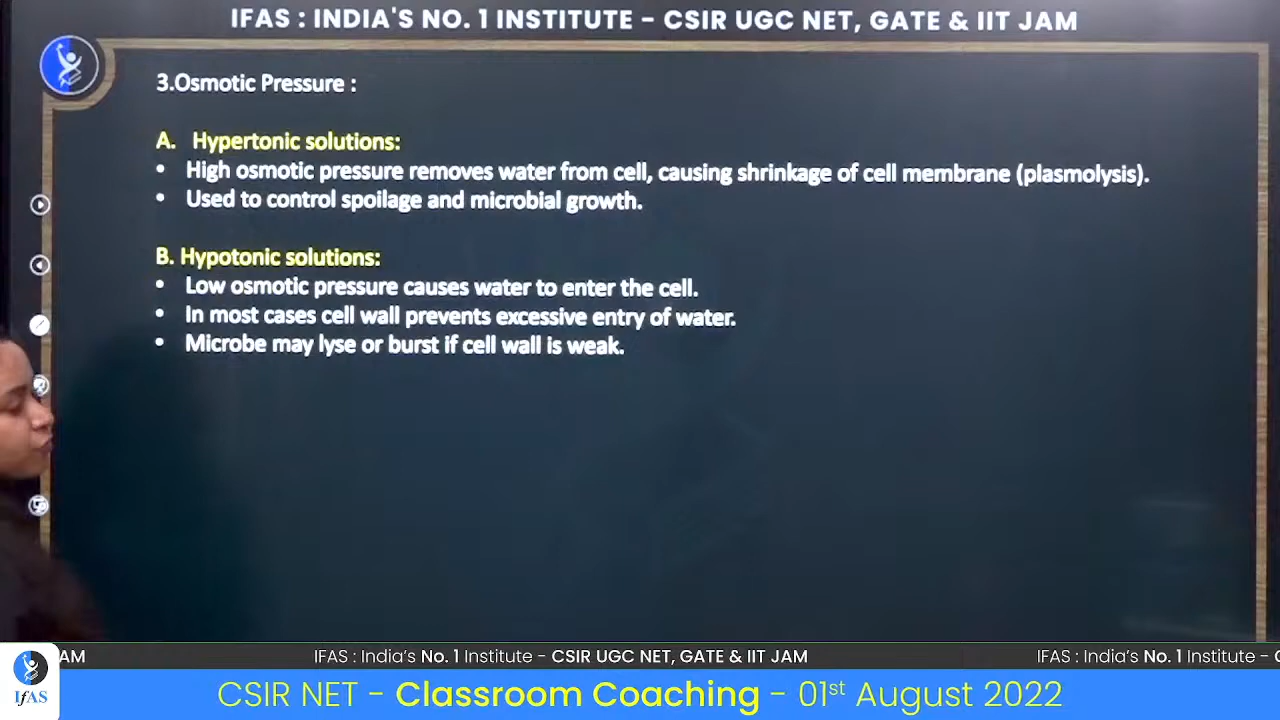 IFAS : INDIA'S NO. 1 INSTITUTE - CSIR UGC NET, GATE & IIT JAM
3.Osmotic Pressure :
A. Hypertonic solutions:
• High osmotic pressure removes water from cell, causing shrinkage of cell membrane (plasmolysis).
• Used to control spoilage and microbial growth.
B. Hypotonic solutions:
• Low osmotic pressure causes water to enter the cell.
• In most cases cell wall prevents excessive entry of water.
• Microbe may lyse or burst if cell wall is weak.
AM IFAS : India's No. 1 Institute - CSIR UGC NET, GATE & IIT JAM IFAS : India's No. 1 Institute - C
IFAS
CSIR NET - Classroom Coaching - 01st August 2022